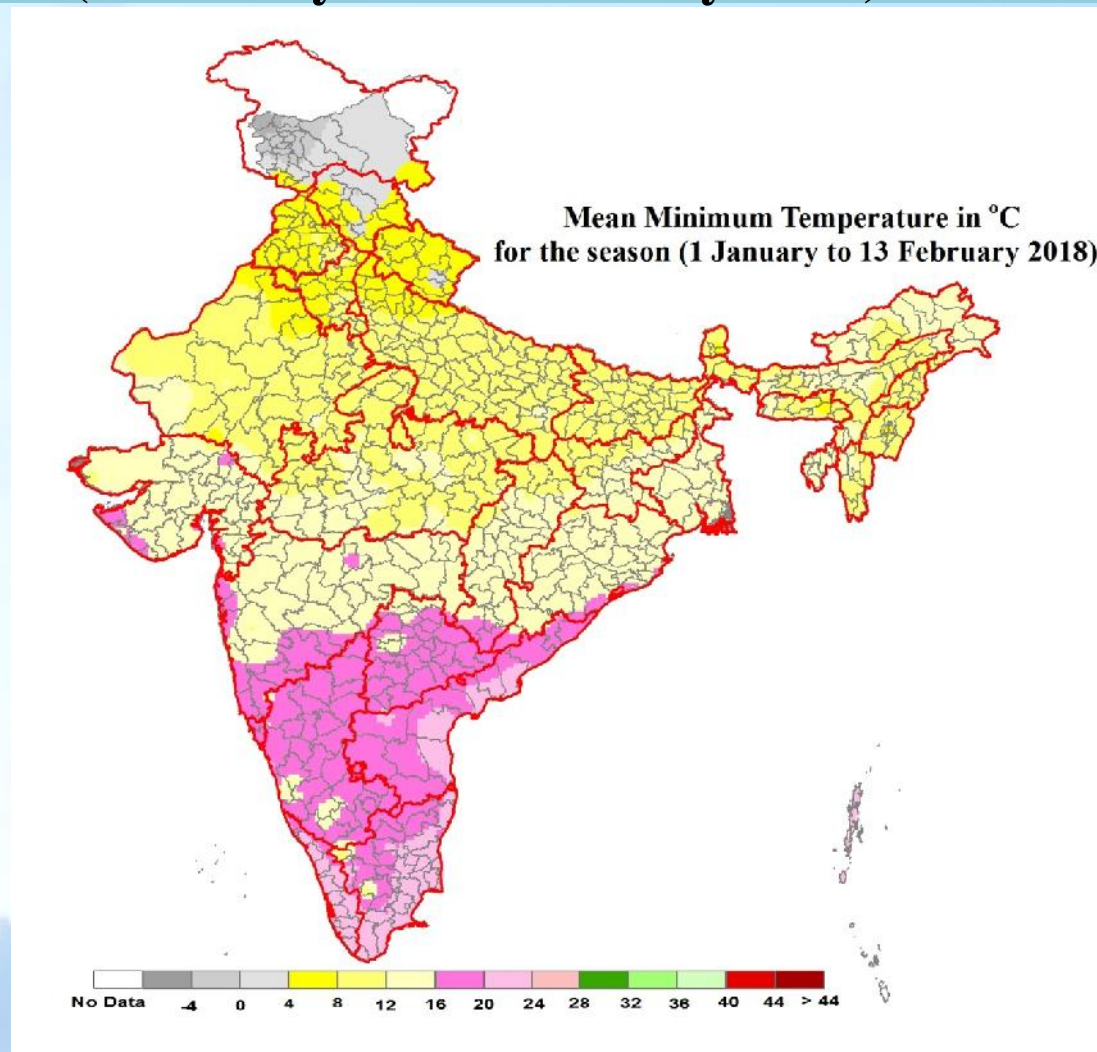 Mean Minimum Temperature in °C
for the season (1 January to 13 February 2018)
No Data -4 0 4 8 12 16 20 24 28 32 36 40 44 > 44